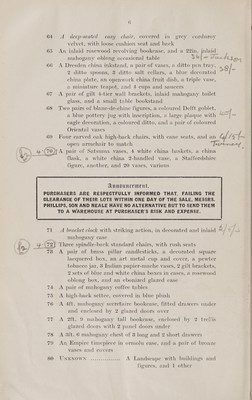 6
64 A deep-seated easy chair, covered in grey corduroy
velvet, with loose cushion seat and back
65 An inlaid rosewood revolving bookcase, and a 22in. inlaid
mahogany oblong occasional table
66 A Dresden china inkstand, a pair of vases, a ditto pen tray,
2 ditto spoons, 3 ditto salt cellars, a blue decorated
china plate, an openwork china fruit dish, a triple vase,
a miniature teapot, and 4 cups and saucers
67 A pair of gilt 4-tier wall brackets, inlaid mahogany toilet
glass, and a small table bookstand
68 Two pairs of blanc-de-chine figures, a coloured Delft goblet,
a blue pottery jug with inscription, a large plaque with
eagle decoration, a coloured ditto, and a pair of coloured
Oriental vases
69 Four carved oak high-back chairs, with cane seats, and an
open armchair to match
70 A pair of Satsuma vases, 4 white china baskets, a china
flask, a white china 2-handled vase, a Staffordshire
figure, another, and 20 vases, various
Announcement.
PURCHASERS ARE RESPECTFULLY INFORMED THAT, FAILING THE
CLEARANCE OF THEIR LOTS WITHIN ONE DAY OF THE SALE, MESSRS.
PHILLIPS, SON AND NEALE HAVE NO ALTERNATIVE BUT TO SEND THEM
TO A WAREHOUSE AT PURCHASER'S RISK AND EXPENSE.
71 A bracket clock with striking action, in decorated and inlaid
mahogany case
72 Three spindle-back standard chairs, with rush seats
73 A pair of brass pillar candlesticks, a decorated square
lacquered box, an art metal cup and cover, a pewter
tobacco jar, 3 Indian papier-mache vases, 2 gilt brackets,
2 sets of blue and white china boxes in cases, a rosewood
oblong box, and an ebonized glazed case
74 A pair of mahogany coffee tables
75 A high-back settee, covered in blue plush
76 A 4ft. mahogany secretaire bookcase, fitted drawers under
and enclosed by 2 glazed doors over
77 A 2ft. 9 mahogany tall bookcase, enclosed by 2 trellis
glazed doors with 2 panel doors under
78 A 3ft. 6 mahogany chest of 3 long and 2 short drawers
79 An Empire timepiece in ormolu case, and a pair of bronze
vases and covers
80 UNKNOWN A Landscape with buildings and
figures, and 1 other